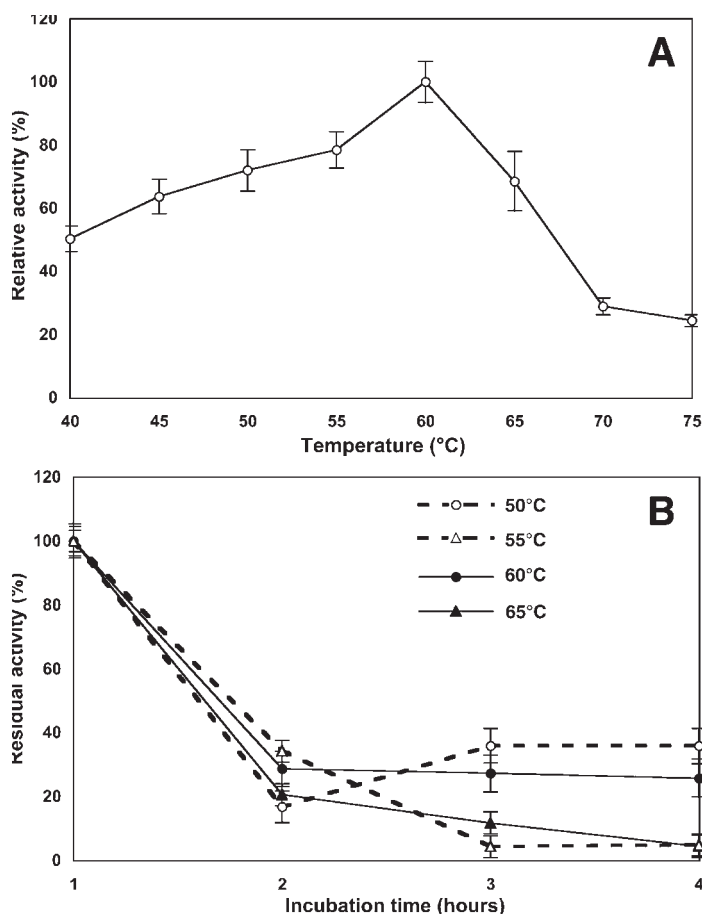 120
A
100
80
60
40
20
0
Relative activity (%)
40 45 50 55 60 65 70 75
Temperature (°C)
120
B
50°C
55°C
60°C
65°C
100
80
60
40
20
0
Residual activity (%)
1 2 3 4
Incubation time (hours)